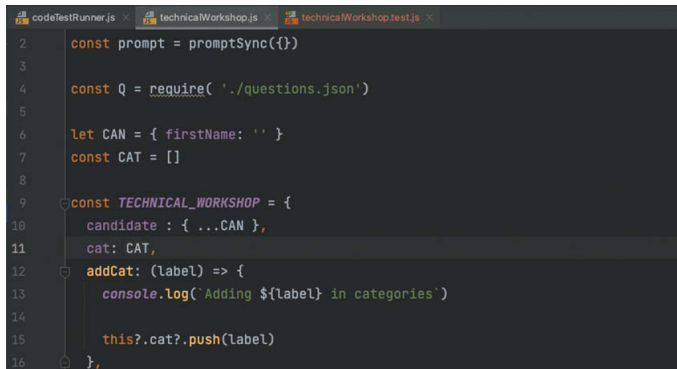 codeTestRunner.js × technicalWorkshop.js × technicalWorkshop.test.js ×
2 const prompt = promptSync({})
3
4 const Q = require( './questions.json')
5
6 let CAN = { firstName: '' }
7 const CAT = []
8
9 const TECHNICAL_WORKSHOP = {
10 candidate : { ...CAN },
11 cat: CAT,
12 addCat: (label) => {
13 console.log(`Adding ${label} in categories`)
14
15 this?.cat?.push(label)
16 },